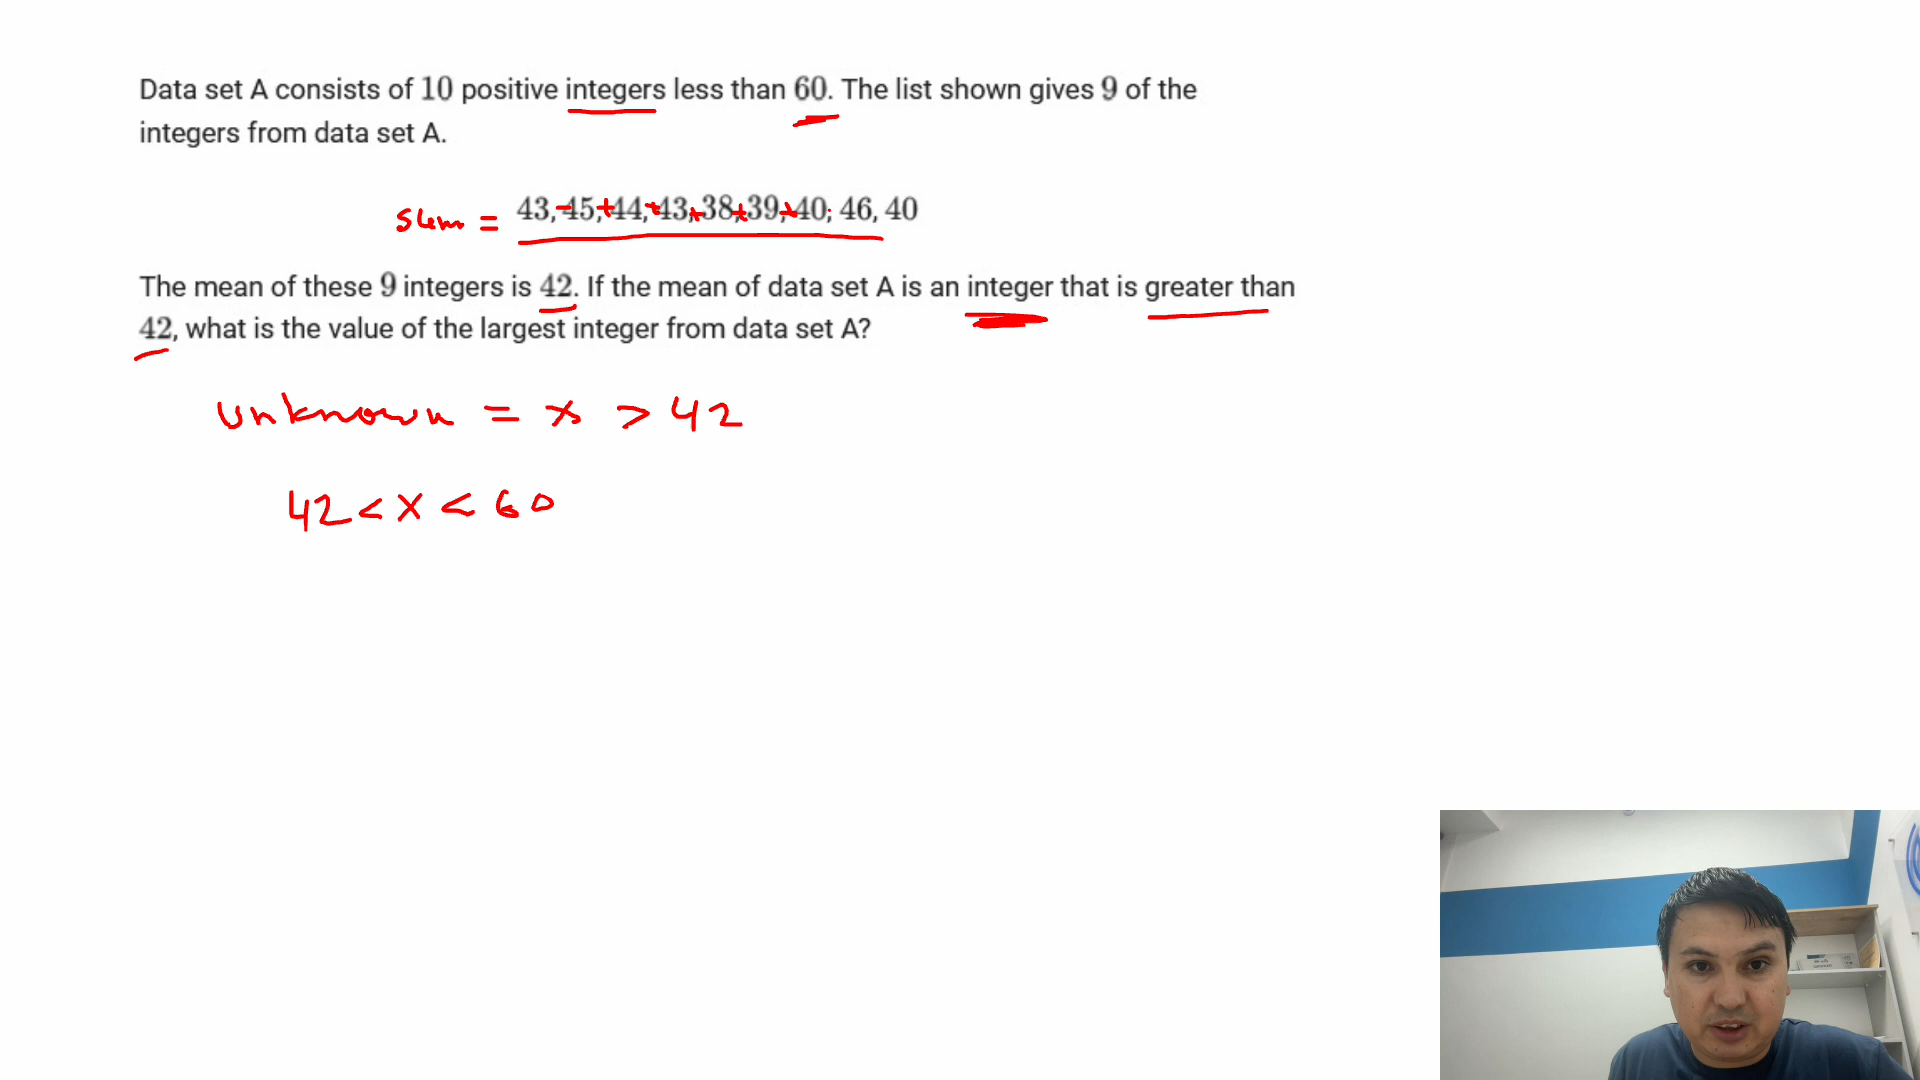 Data set A consists of 10 positive integers less than 60. The list shown gives 9 of the
integers from data set A.
sum = 43, 45, 44, 43, 38, 39, 40, 46, 40
The mean of these 9 integers is 42. If the mean of data set A is an integer that is greater than
42, what is the value of the largest integer from data set A?
unknown = x > 42
42 < x < 60